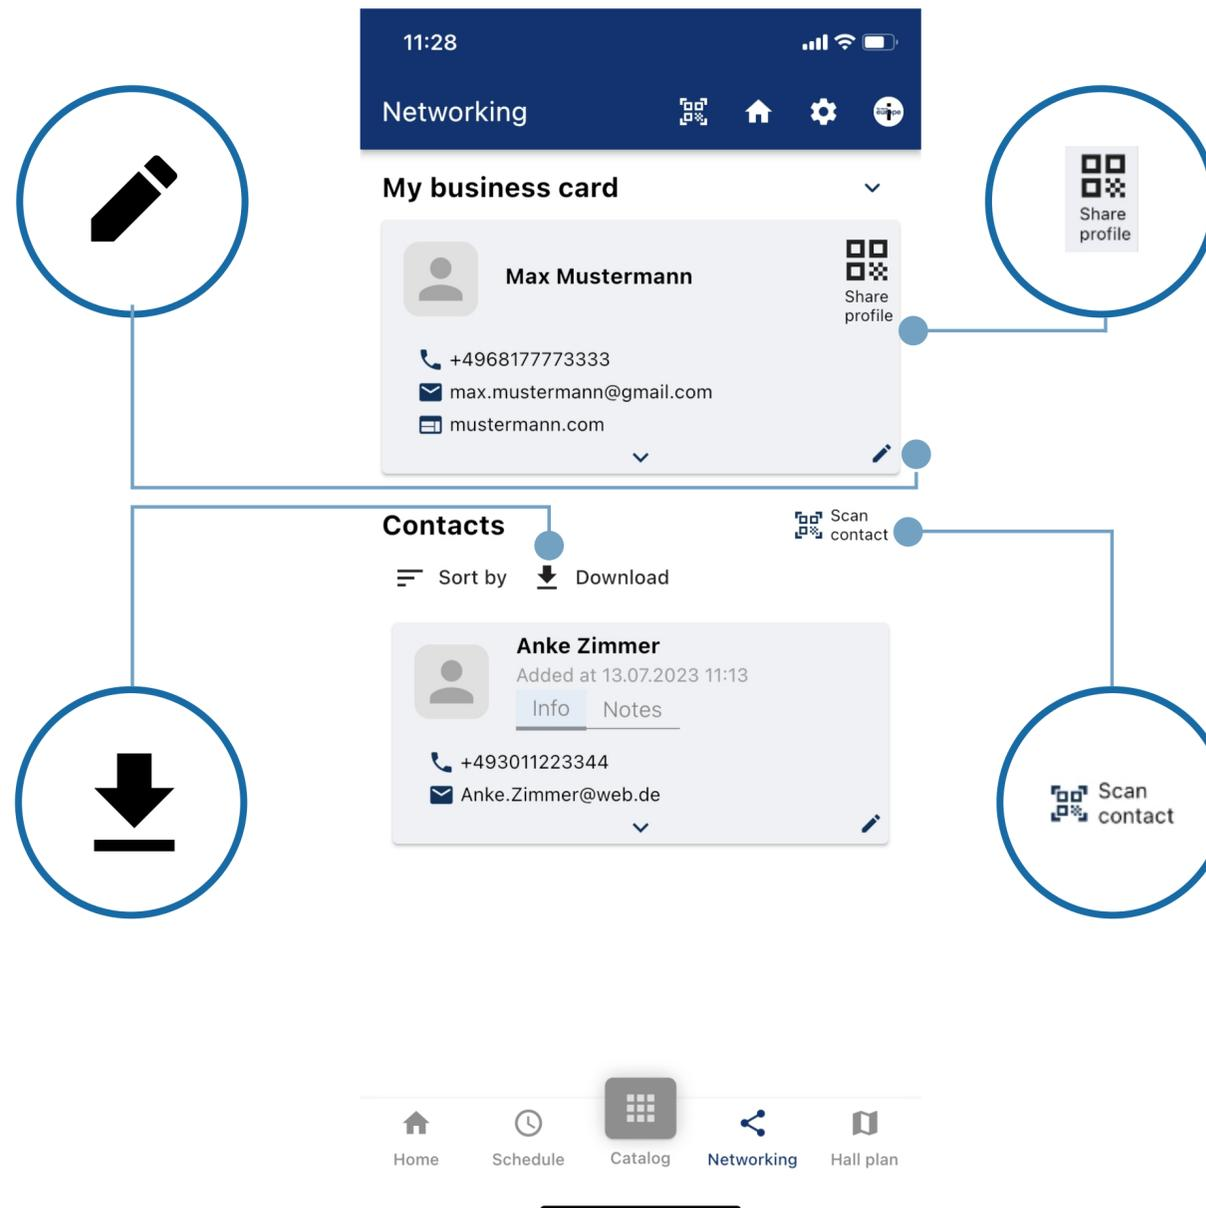 11:28
Networking
My business card
Max Mustermann
Share
profile
+4968177773333
max.mustermann@gmail.com
mustermann.com
Share
profile
Contacts
Scan
contact
Sort by
Download
Anke Zimmer
Added at 13.07.2023 11:13
Info
Notes
+493011223344
Anke.Zimmer@web.de
Scan
contact
Home
Schedule
Catalog
Networking
Hall plan